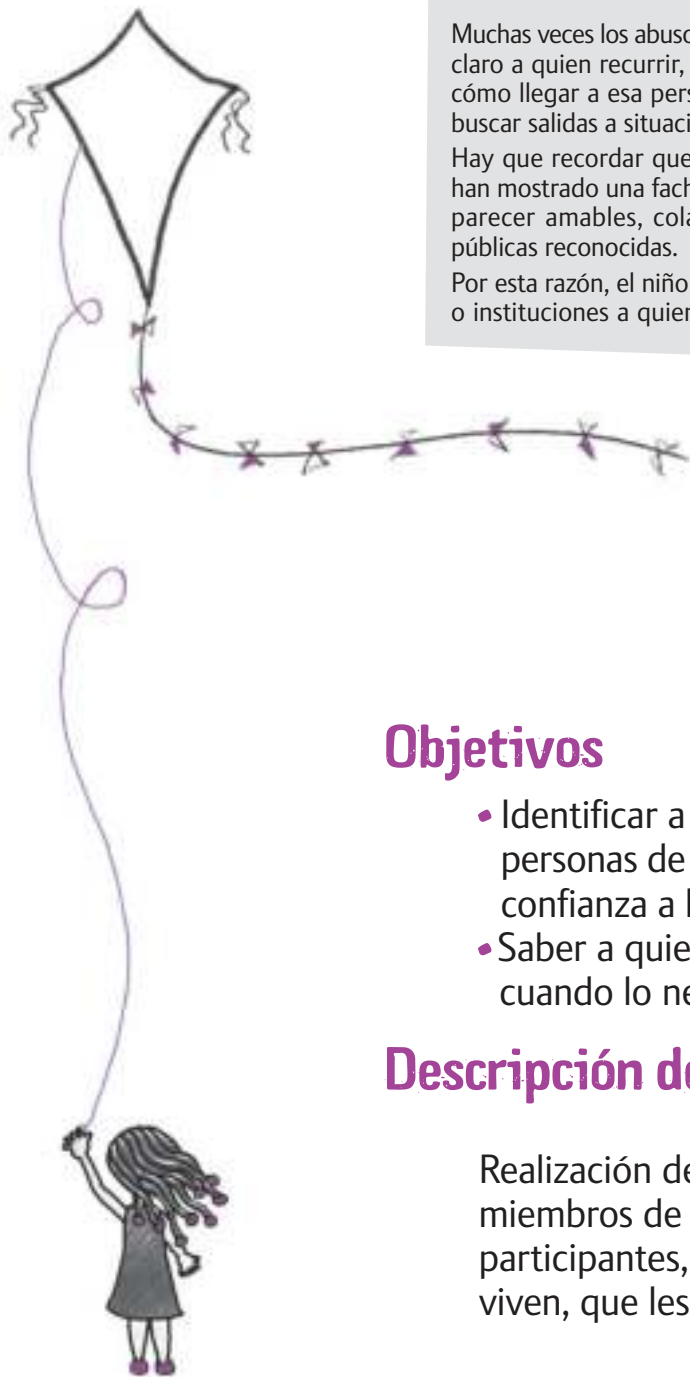 Muchas veces los abuso
claro a quien recurrir,
cómo llegar a esa pers
buscar salidas a situaci
Hay que recordar que
han mostrado una fach
parecer amables, cola
públicas reconocidas.
Por esta razón, el niño
o instituciones a quien
Objetivos
• Identificar a
personas de
confianza a l
• Saber a quie
cuando lo ne
Descripción de
Realización de
miembros de
participantes,
viven, que les